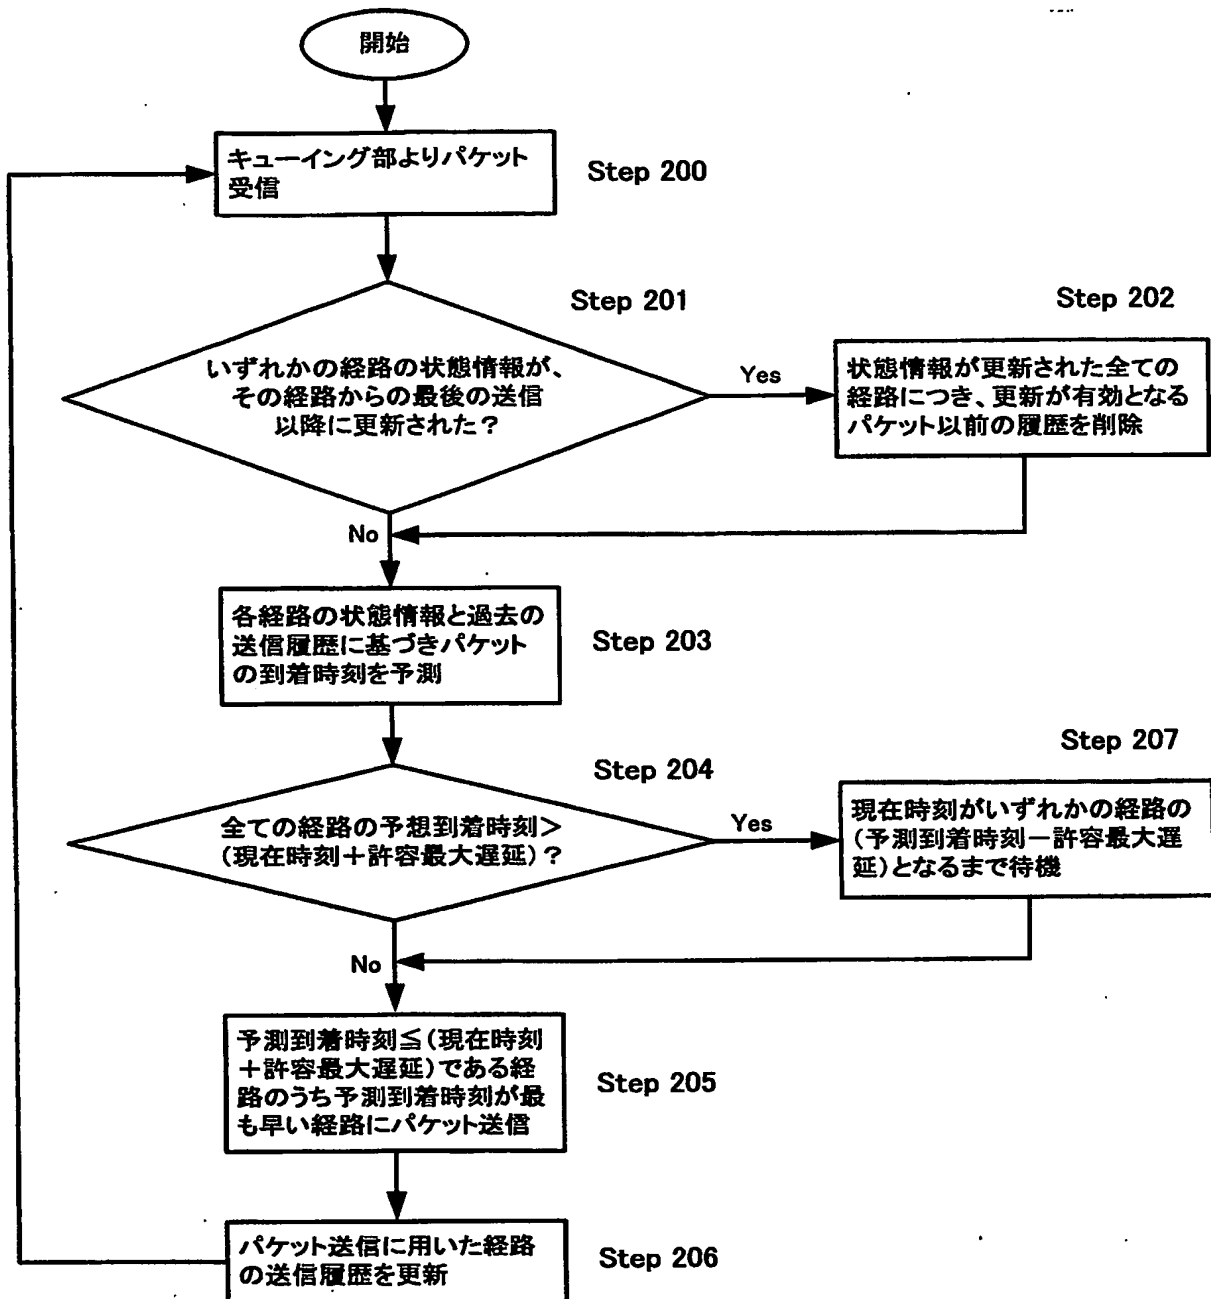 開始
キューイング部よりパケット
受信
Step 200
Step 201
いずれかの経路の状態情報が、
その経路からの最後の送信
以降に更新された？
Yes
Step 202
状態情報が更新された全ての
経路につき、更新が有効となる
パケット以前の履歴を削除
No
各経路の状態情報と過去の
送信履歴に基づきパケット
の到着時刻を予測
Step 203
Step 204
全ての経路の予想到着時刻＞
（現在時刻＋許容最大遅延）？
Yes
Step 207
現在時刻がいずれかの経路の
（予測到着時刻－許容最大遅
延）となるまで待機
No
予測到着時刻≦（現在時刻
＋許容最大遅延）である経
路のうち予測到着時刻が最
も早い経路にパケット送信
Step 205
パケット送信に用いた経路
の送信履歴を更新
Step 206